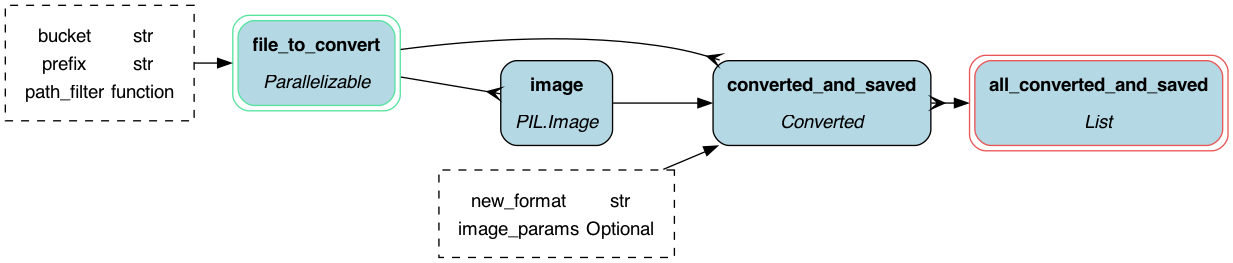 bucket str
prefix str
path_filter function
file_to_convert
Parallelizable
image
PIL.Image
new_format str
image_params Optional
converted_and_saved
Converted
all_converted_and_saved
List